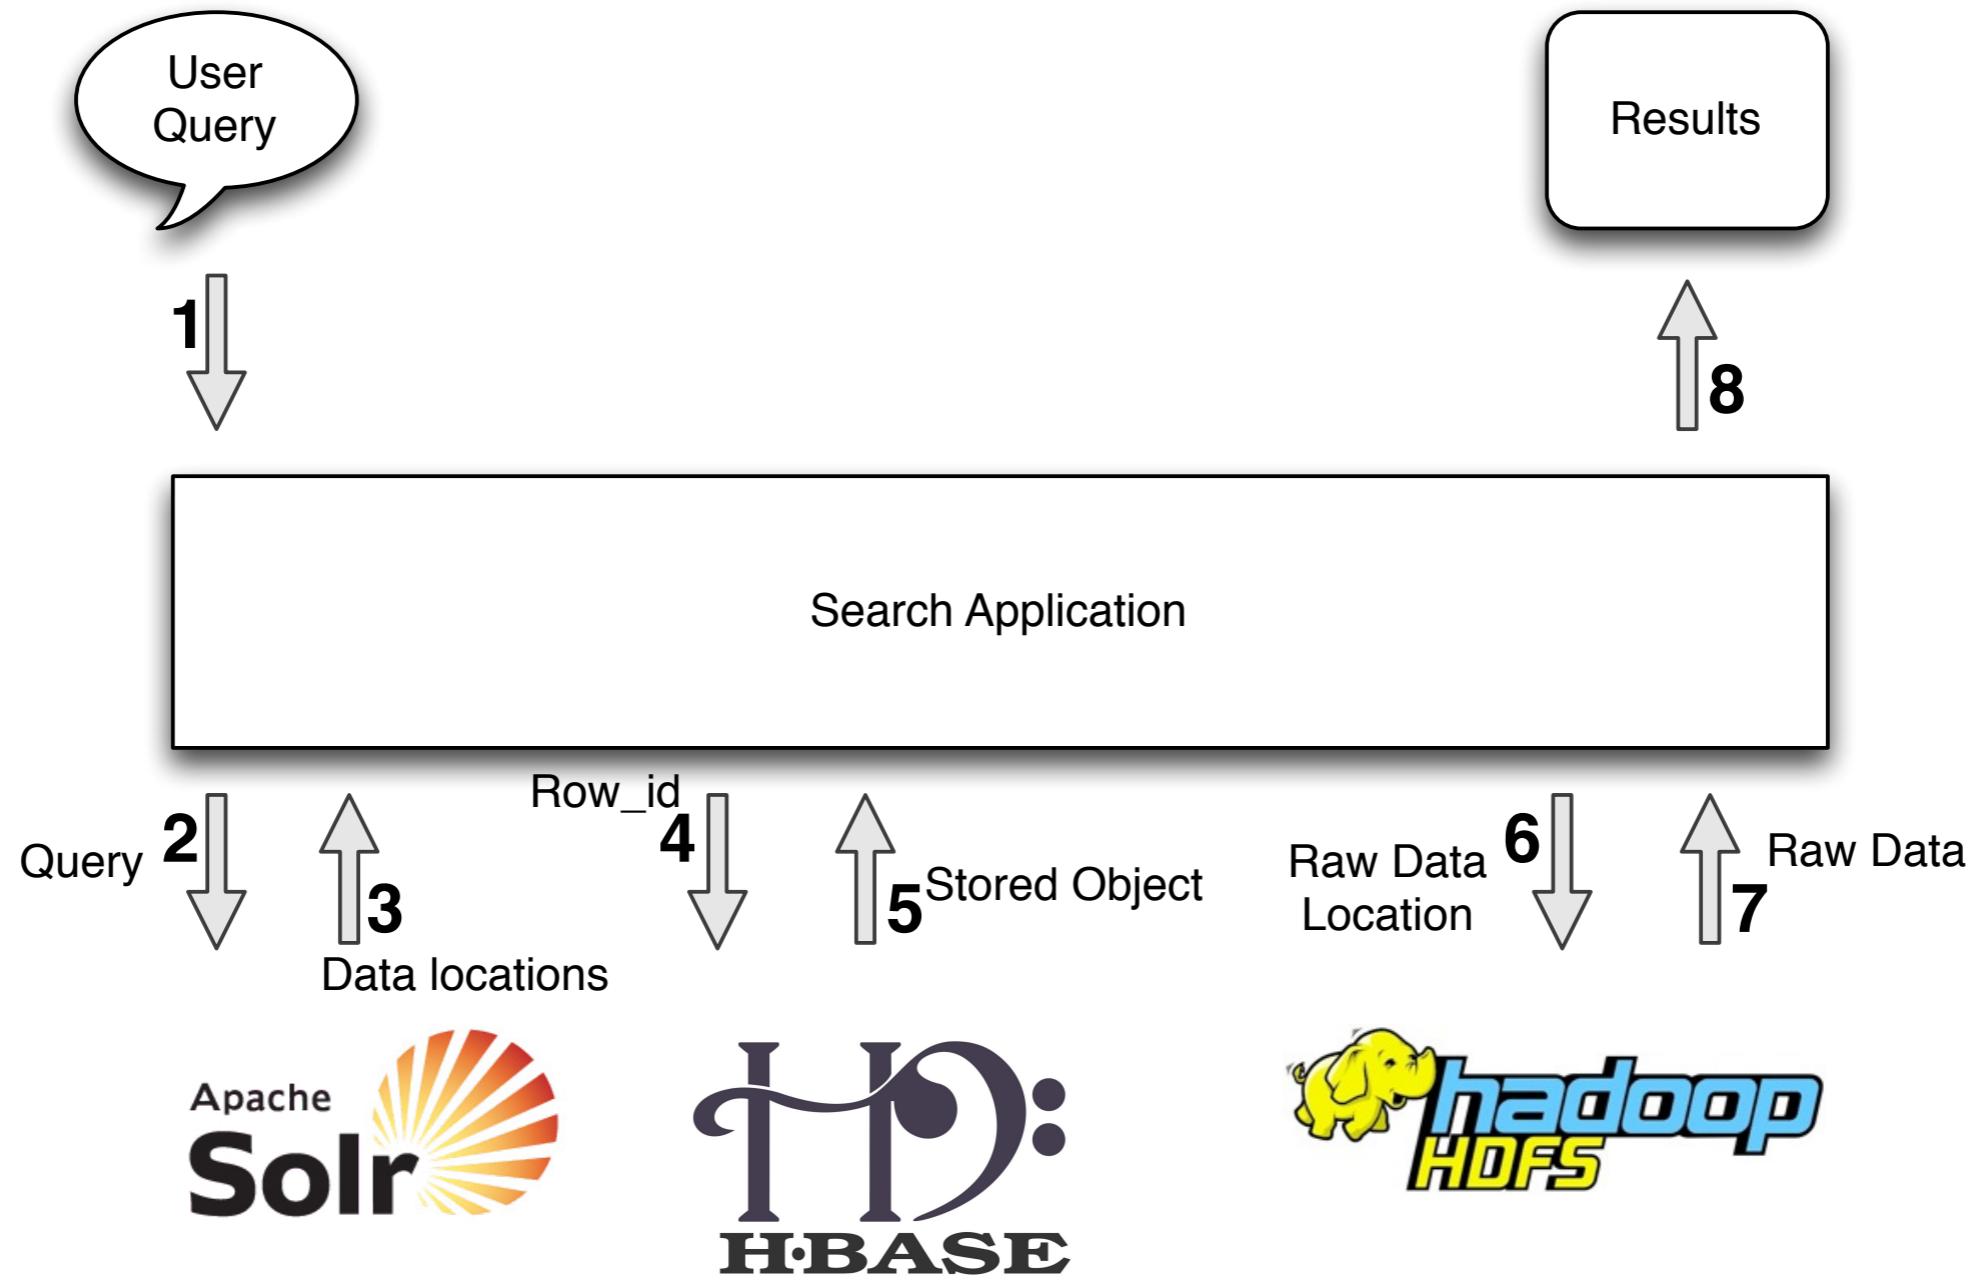 User
Query
Results
1
8
Search Application
Row_id
2
Query
3
Data locations
4
5
Stored Object
6
Raw Data
Location
7
Raw Data
Apache
Solr
H·BASE
hadoop
HDFS